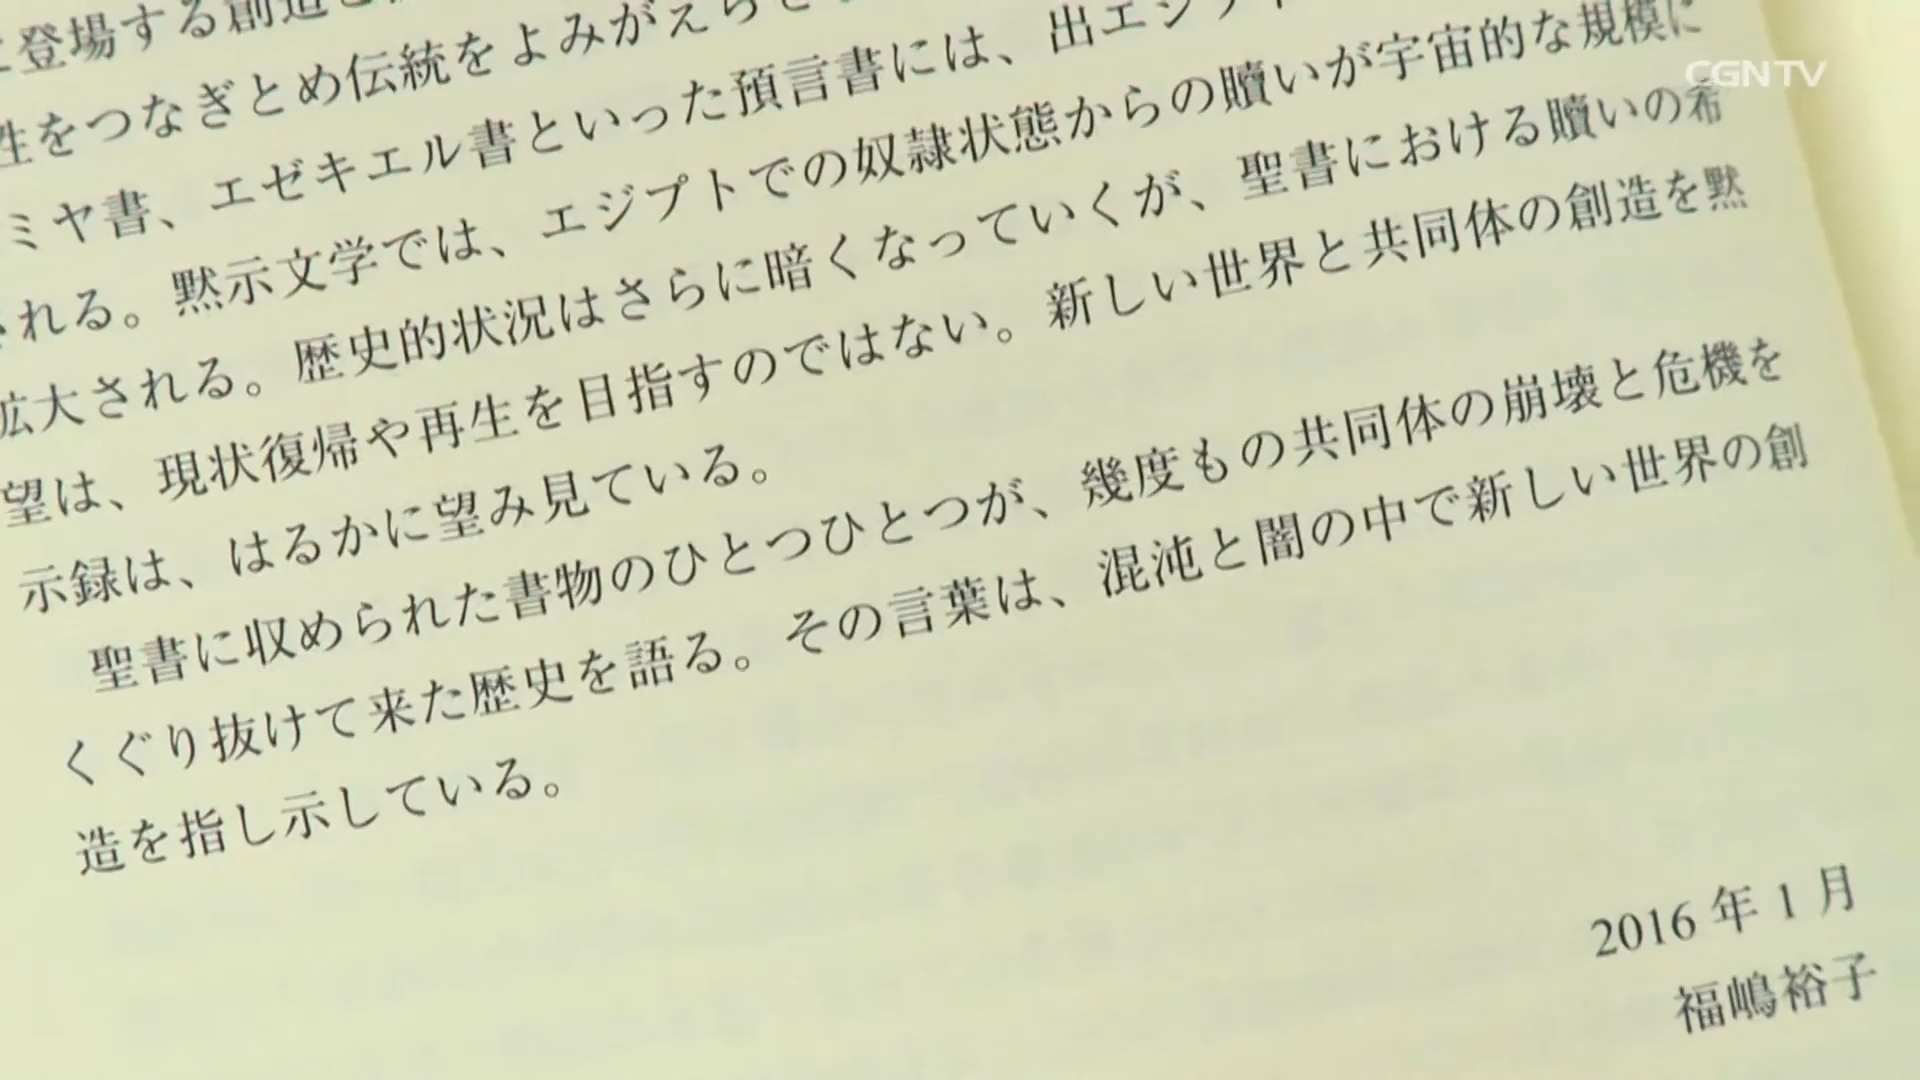 登場する創造と
性をつなぎとめ伝統をよみがえらせ
ミヤ書、エゼキエル書といった預言書には、出エジプト
される。黙示文学では、エジプトでの奴隷状態からの贖いが宇宙的な規模に
拡大される。歴史的状況はさらに暗くなっていくが、聖書における贖いの希
望は、現状復帰や再生を目指すのではない。新しい世界と共同体の創造を黙
示録は、はるかに望み見ている。
聖書に収められた書物のひとつひとつが、幾度もの共同体の崩壊と危機を
くぐり抜けて来た歴史を語る。その言葉は、混沌と闇の中で新しい世界の創
造を指し示している。
2016年1月
福嶋裕子
CGNTV